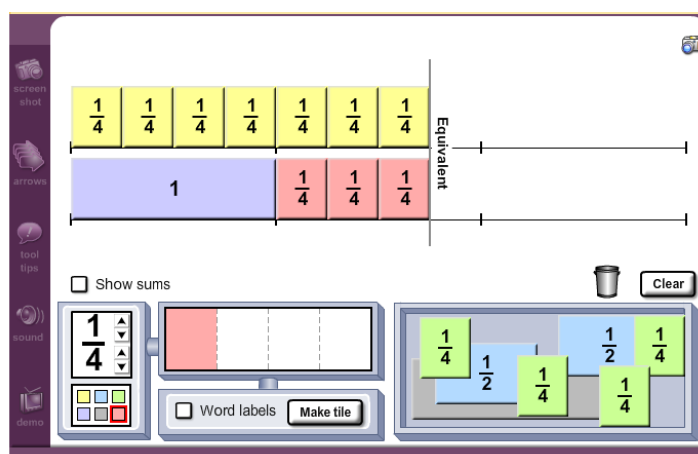 screen
shot
arrows
tool
tips
sound
demo
1/4 1/4 1/4 1/4 1/4 1/4 1/4
1 1/4 1/4 1/4
Equivalent
Show sums
Clear
1/4
Word labels
Make tile
1/4 1/2 1/4 1/2 1/4 1/4